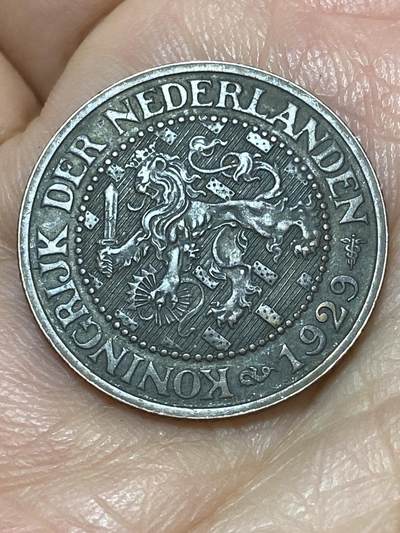 KONINGRIJK DER NEDERLANDEN
1929